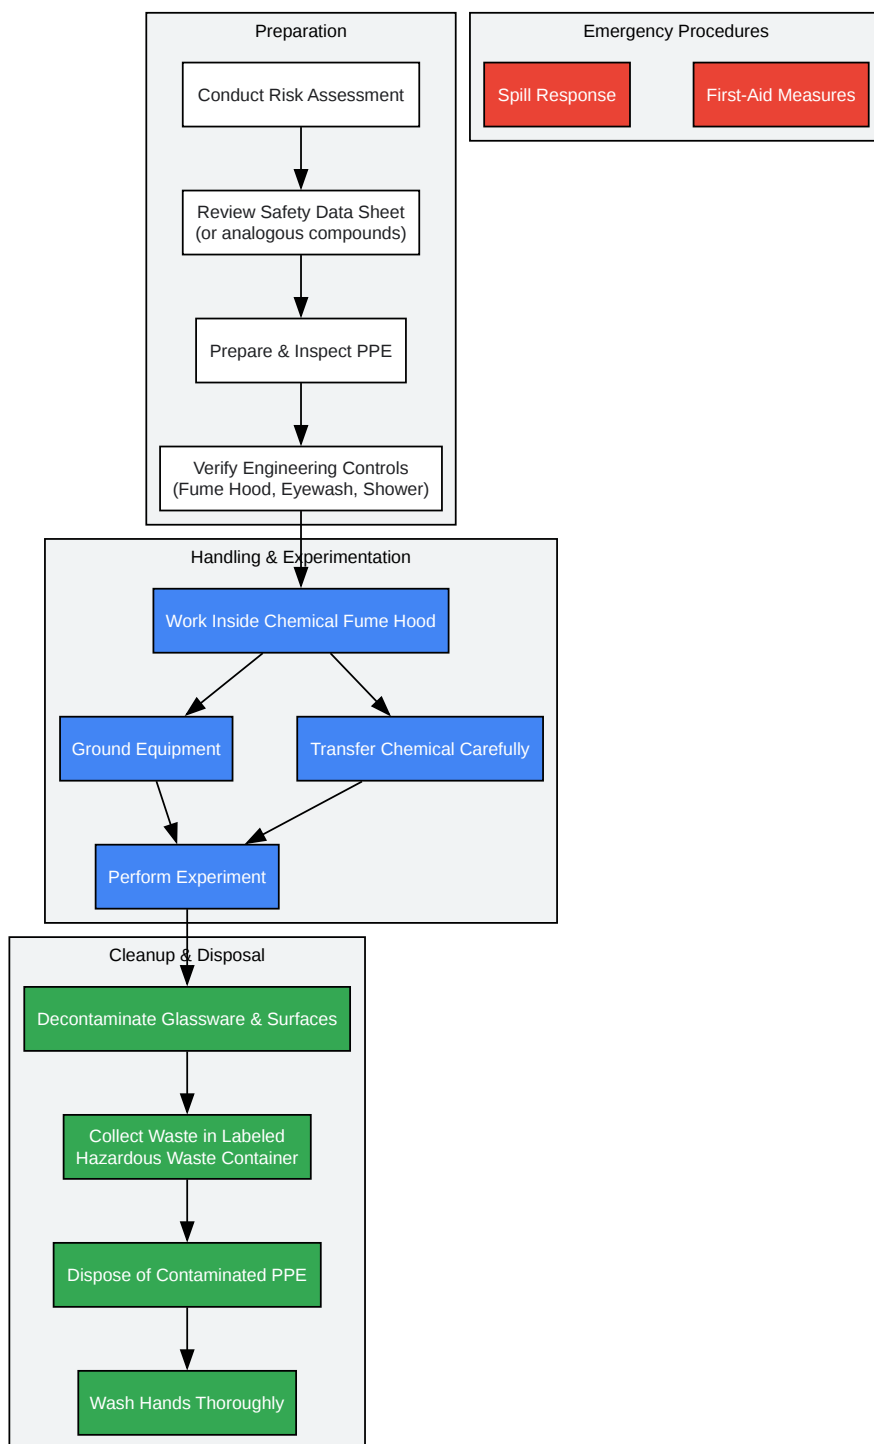 Preparation
Conduct Risk Assessment
Review Safety Data Sheet
(or analogous compounds)
Prepare & Inspect PPE
Verify Engineering Controls
(Fume Hood, Eyewash, Shower)
Emergency Procedures
Spill Response
First-Aid Measures
Handling & Experimentation
Work Inside Chemical Fume Hood
Ground Equipment
Transfer Chemical Carefully
Perform Experiment
Cleanup & Disposal
Decontaminate Glassware & Surfaces
Collect Waste in Labeled
Hazardous Waste Container
Dispose of Contaminated PPE
Wash Hands Thoroughly